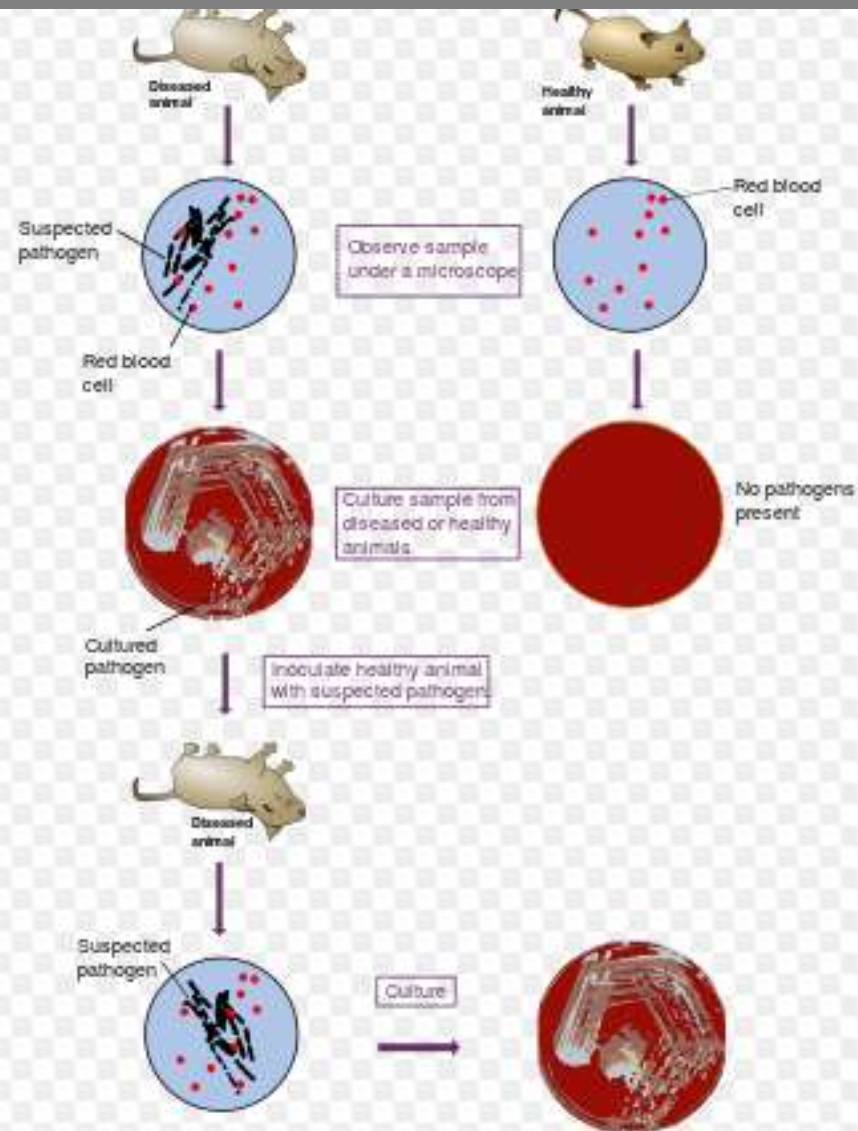 Diseased
animal
Healthy
animal
Suspected
pathogen
Red blood
cell
Observe sample
under a microscope
Red blood
cell
Culture sample from
diseased or healthy
animals
No pathogens
present
Cultured
pathogen
Inoculate healthy animal
with suspected pathogen
Diseased
animal
Suspected
pathogen
Culture